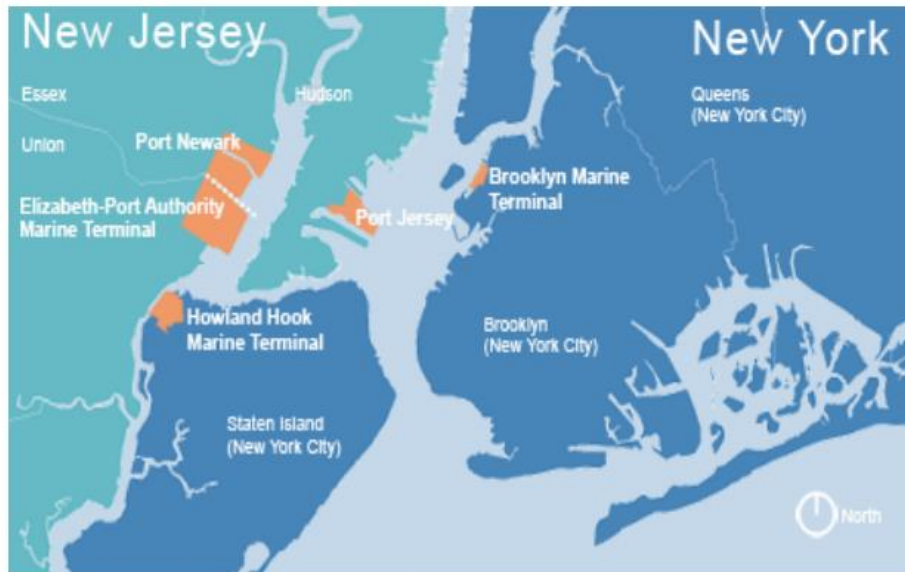 New Jersey
New York
Essex
Hudson
Queens
(New York City)
Union
Port Newark
Brooklyn Marine
Terminal
Elizabeth-Port Authority
Marine Terminal
Port Jersey
Howland Hook
Marine Terminal
Brooklyn
(New York City)
Staten Island
(New York City)
North